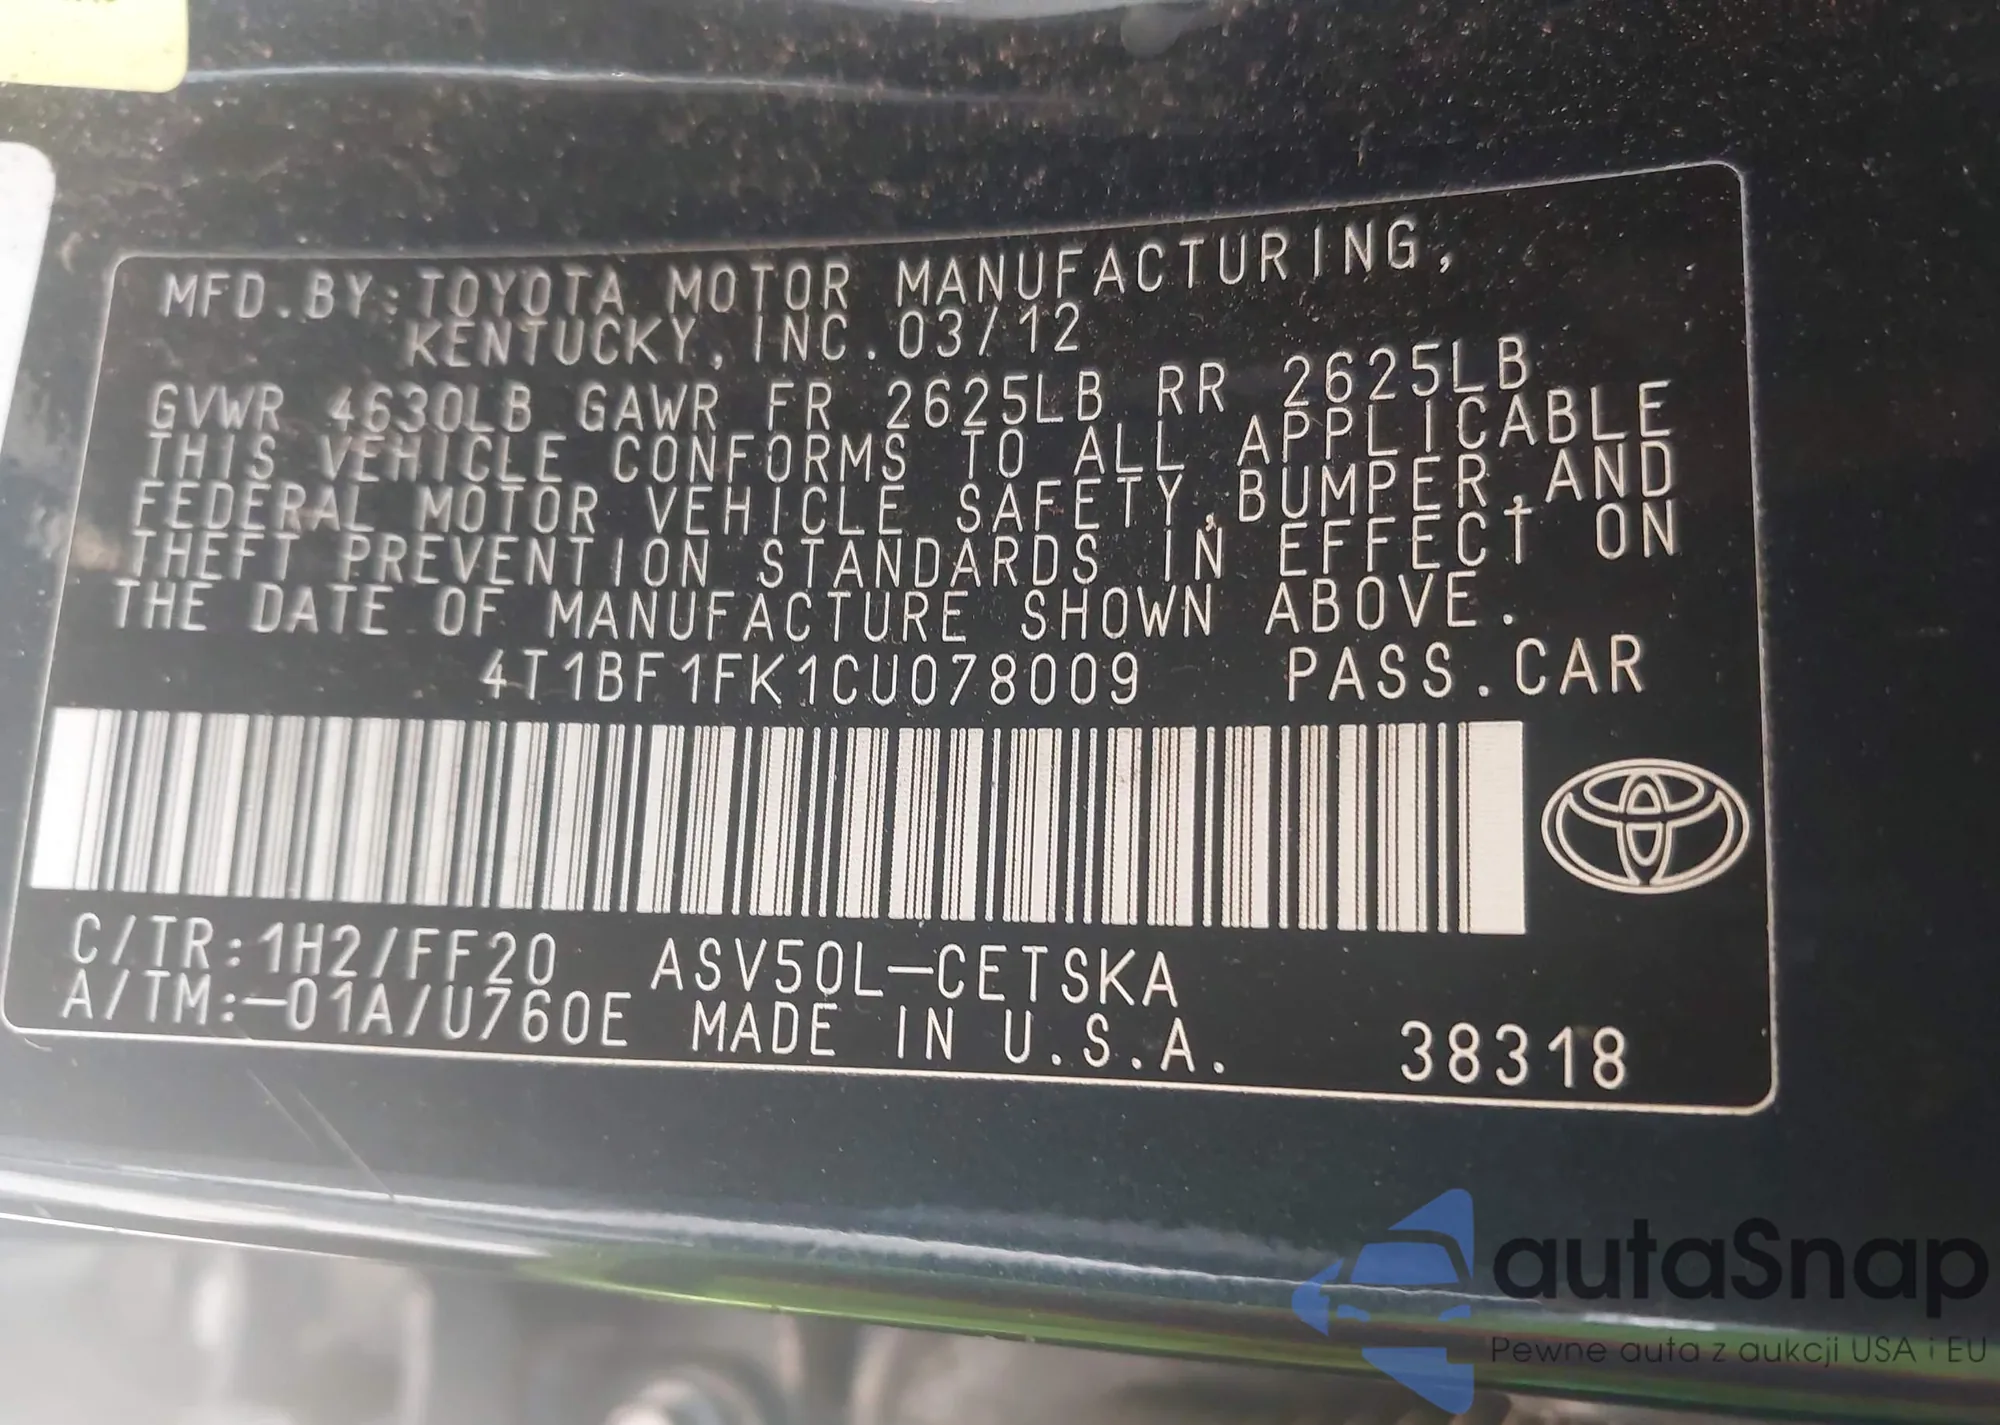 MFD.BY:TOYOTA MOTOR MANUFACTURING,
KENTUCKY, INC.03/12
GVWR 4630LB GAWR FR 2625LB RR 2625LB
THIS VEHICLE CONFORMS TO ALL APPLICABLE
FEDERAL MOTOR VEHICLE SAFETY,BUMPER,AND
THEFT PREVENTION STANDARDS IN EFFECT ON
THE DATE OF MANUFACTURE SHOWN ABOVE.
4T1BF1FK1CU078009 PASS.CAR
C/TR:1H2/FF20 ASV50L-CETSKA
A/TM:-01A/U760E MADE IN U.S.A. 38318
autaSnap
Pewne auta z aukcji USA i EU